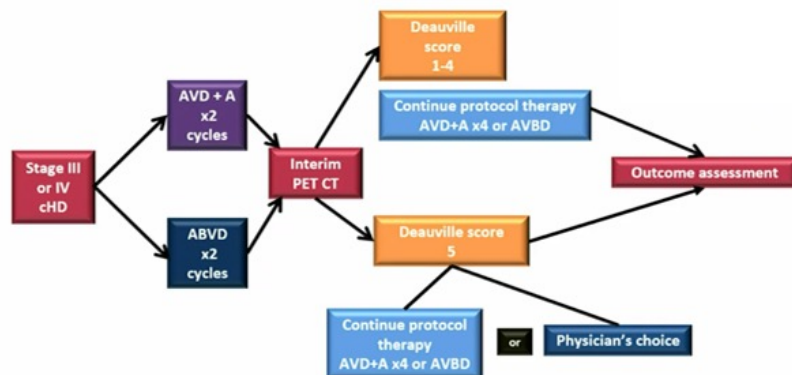 Stage III
or IV
cHD
AVD + A
x2
cycles
ABVD
x2
cycles
Interim
PET CT
Deauville
score
1-4
Continue protocol therapy
AVD+A x4 or AVBD
Deauville score
5
Continue protocol
therapy
AVD+A x4 or AVBD
or
Physician's choice
Outcome assessment